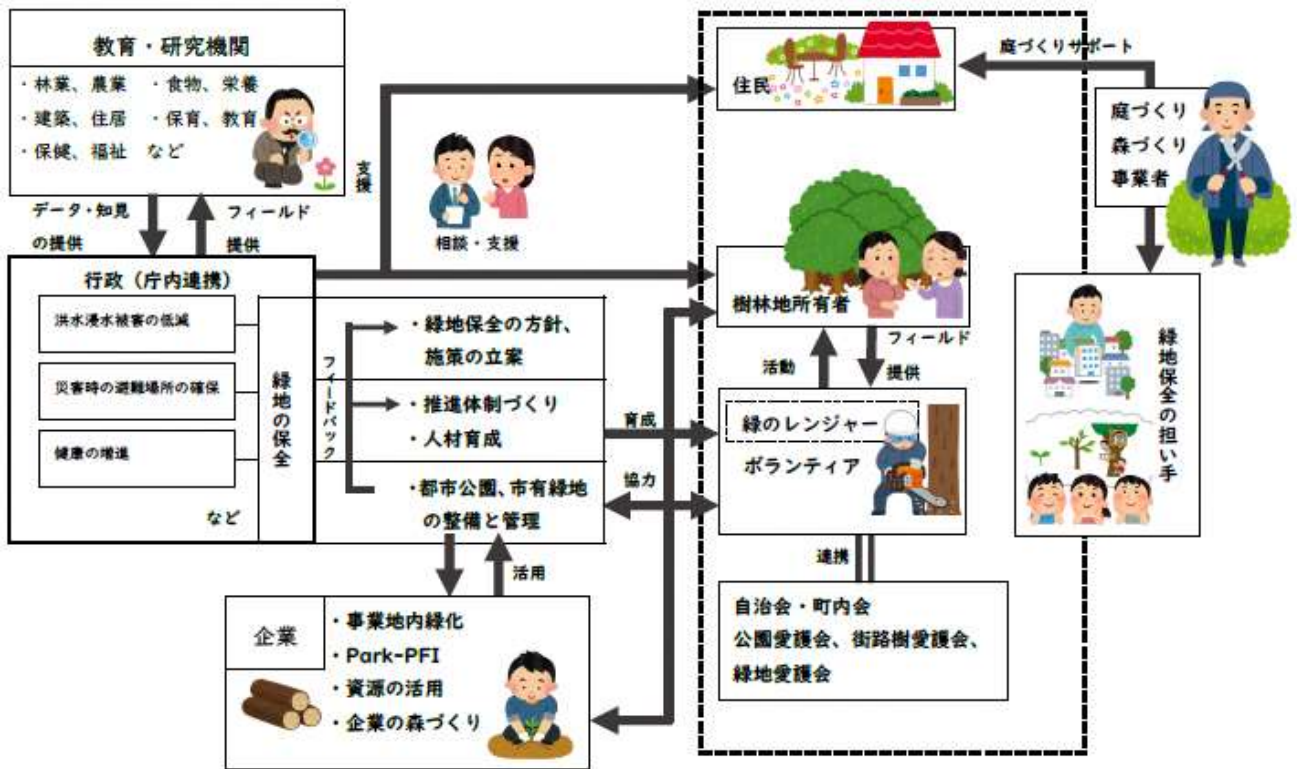 教育・研究機関
・林業、農業 ・食物、栄養
・建築、住居 ・保育、教育
・保健、福祉 など
データ・知見
の提供
フィールド
提供
支援
相談・支援
住民
庭づくりサポート
庭づくり
森づくり
事業者
行政（庁内連携）
洪水浸水被害の低減
災害時の避難場所の確保
健康の増進
など
緑地の保全
フィードバック
・緑地保全の方針、
施策の立案
・推進体制づくり
・人材育成
・都市公園、市有緑地
の整備と管理
育成
協力
活用
樹林地所有者
活動
フィールド
提供
緑のレンジャー
ボランティア
連携
自治会・町内会
公園愛護会、街路樹愛護会、
緑地愛護会
緑地保全の担い手
企業
・事業地内緑化
・Park-PFI
・資源の活用
・企業の森づくり